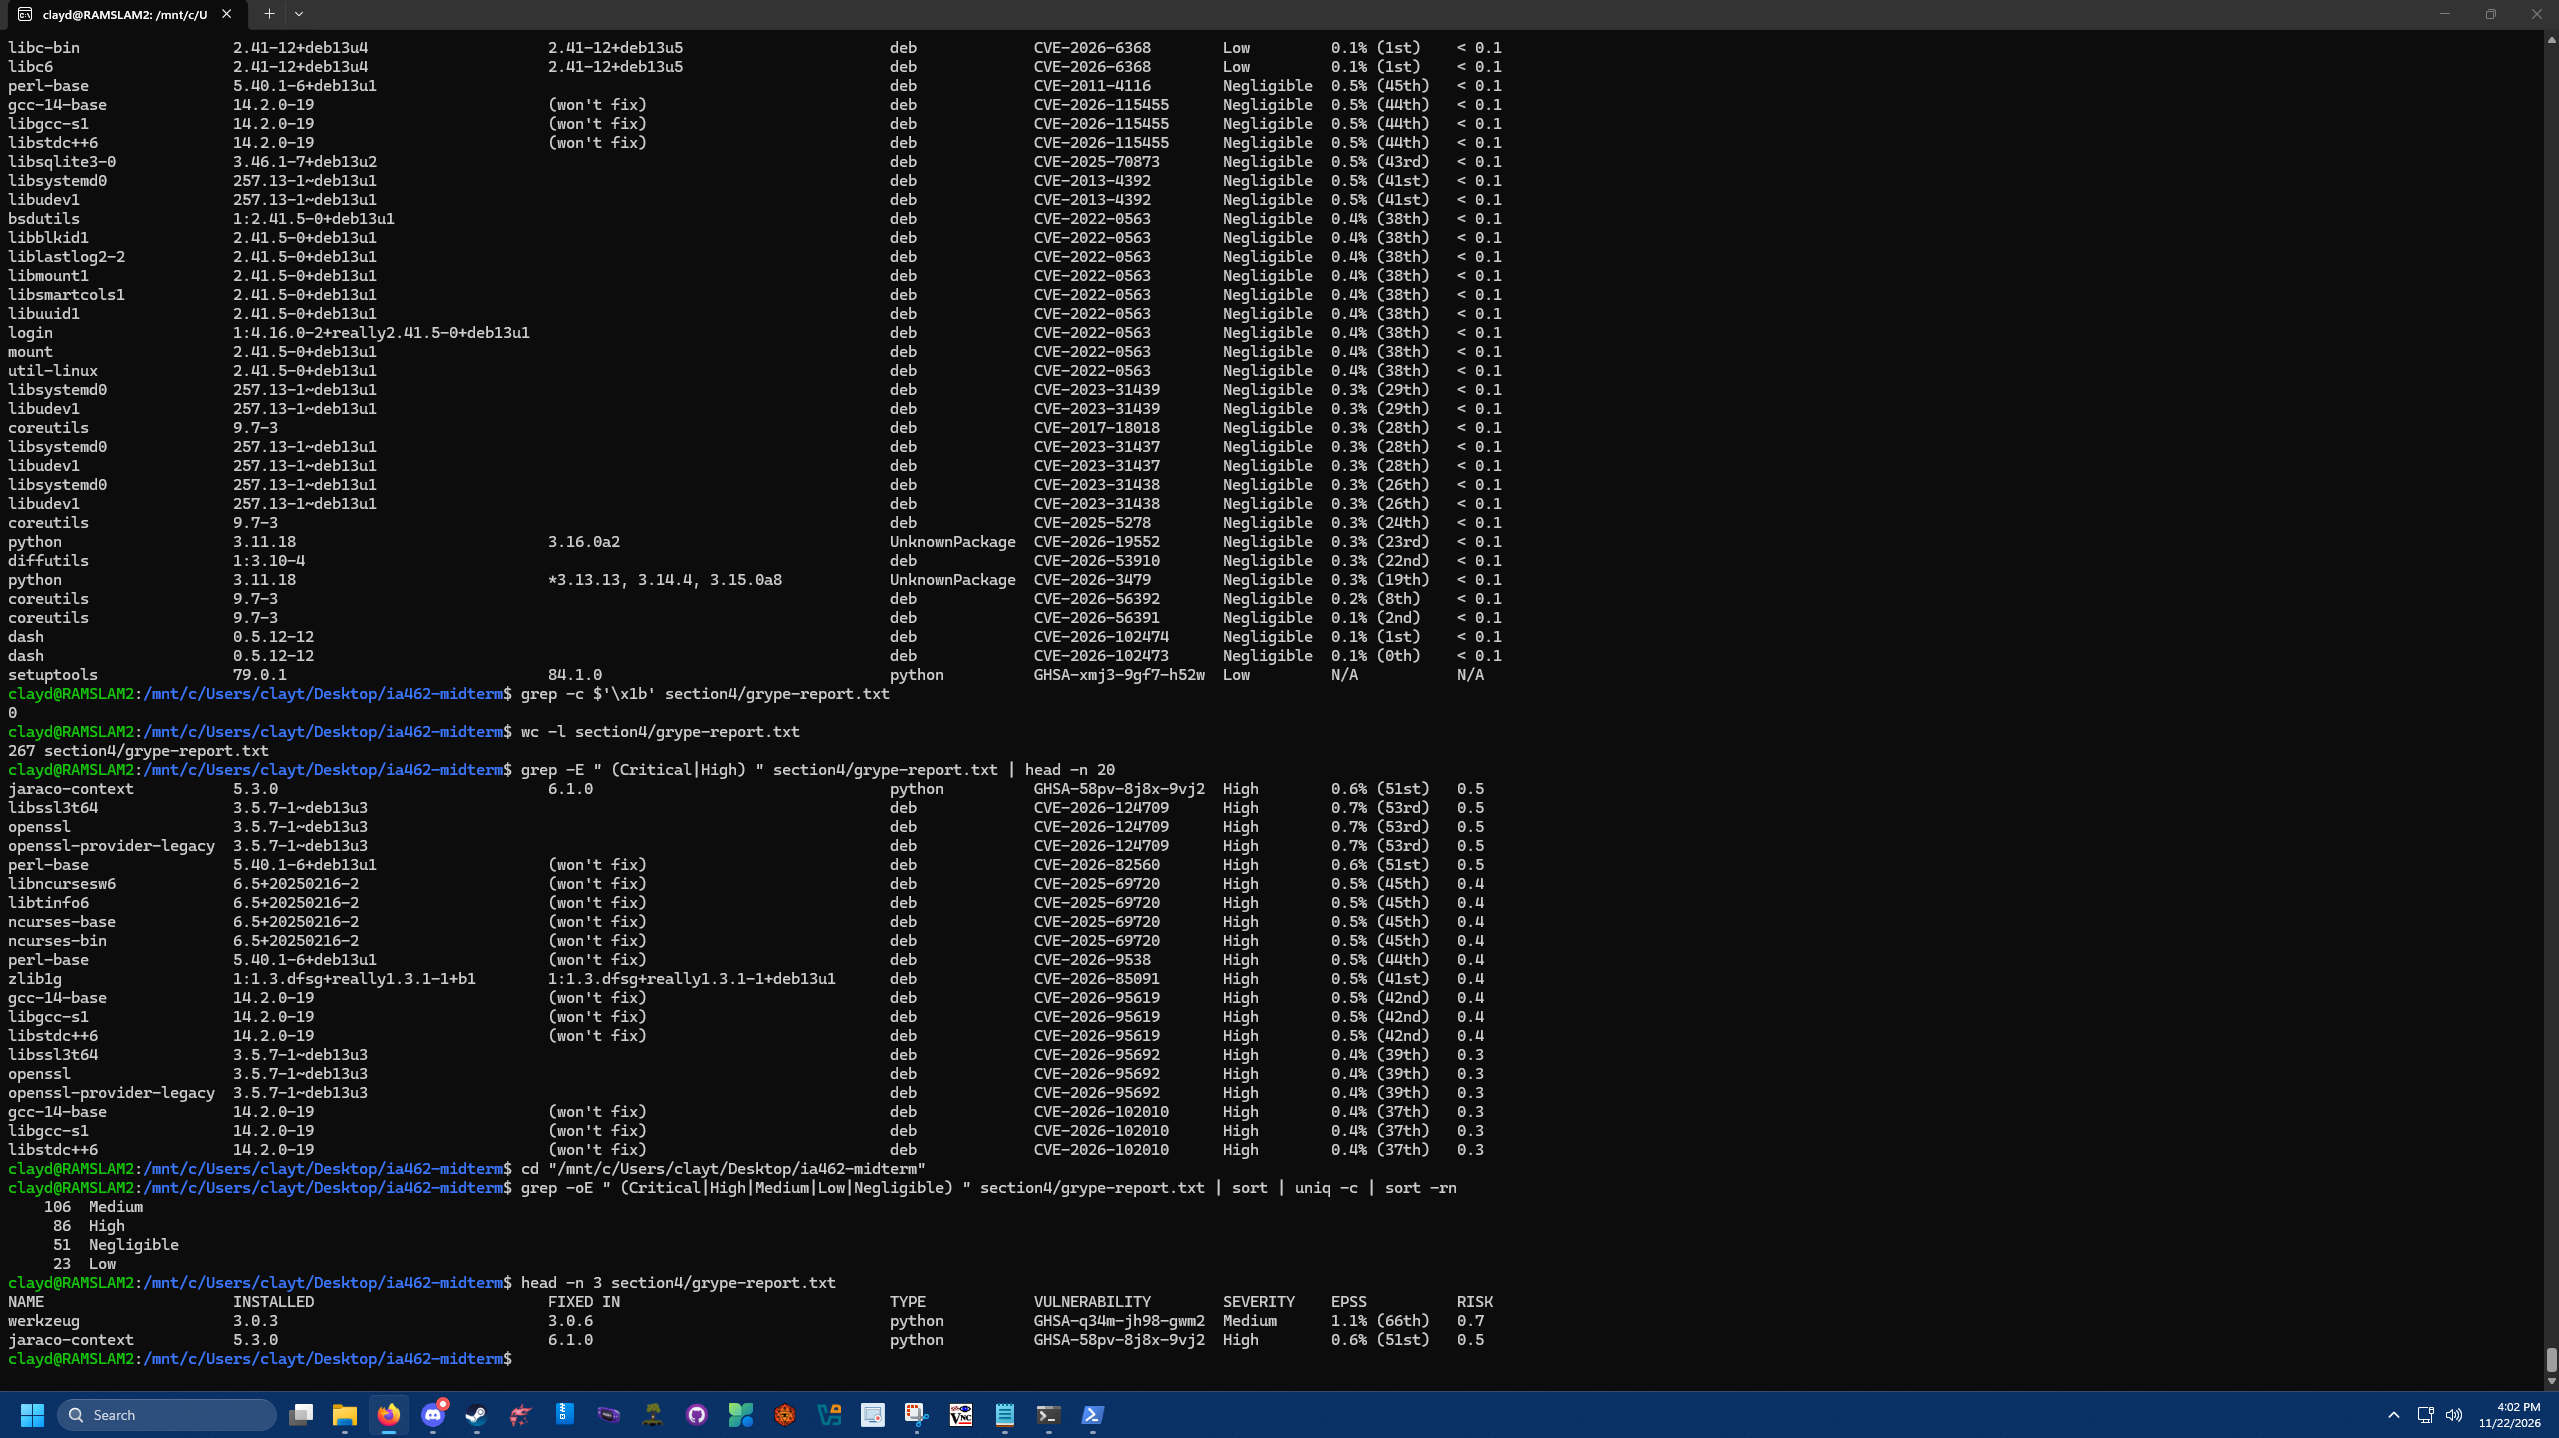 clayd@RAMSLAM2: /mnt/c/U
libc-bin 2.41-12+deb13u4 2.41-12+deb13u5 deb CVE-2026-6368 Low 0.1% (1st) < 0.1
libc6 2.41-12+deb13u4 2.41-12+deb13u5 deb CVE-2026-6368 Low 0.1% (1st) < 0.1
perl-base 5.40.1-6+deb13u1 deb CVE-2011-4116 Negligible 0.5% (45th) < 0.1
gcc-14-base 14.2.0-19 (won't fix) deb CVE-2026-115455 Negligible 0.5% (44th) < 0.1
libgcc-s1 14.2.0-19 (won't fix) deb CVE-2026-115455 Negligible 0.5% (44th) < 0.1
libstdc++6 14.2.0-19 (won't fix) deb CVE-2026-115455 Negligible 0.5% (44th) < 0.1
libsqlite3-0 3.46.1-7+deb13u2 deb CVE-2025-70873 Negligible 0.5% (43rd) < 0.1
libsystemd0 257.13-1~deb13u1 deb CVE-2013-4392 Negligible 0.5% (41st) < 0.1
libudev1 257.13-1~deb13u1 deb CVE-2013-4392 Negligible 0.5% (41st) < 0.1
bsdutils 1:2.41.5-0+deb13u1 deb CVE-2022-0563 Negligible 0.4% (38th) < 0.1
libblkid1 2.41.5-0+deb13u1 deb CVE-2022-0563 Negligible 0.4% (38th) < 0.1
liblastlog2-2 2.41.5-0+deb13u1 deb CVE-2022-0563 Negligible 0.4% (38th) < 0.1
libmount1 2.41.5-0+deb13u1 deb CVE-2022-0563 Negligible 0.4% (38th) < 0.1
libsmartcols1 2.41.5-0+deb13u1 deb CVE-2022-0563 Negligible 0.4% (38th) < 0.1
libuuid1 2.41.5-0+deb13u1 deb CVE-2022-0563 Negligible 0.4% (38th) < 0.1
login 1:4.16.0-2+really2.41.5-0+deb13u1 deb CVE-2022-0563 Negligible 0.4% (38th) < 0.1
mount 2.41.5-0+deb13u1 deb CVE-2022-0563 Negligible 0.4% (38th) < 0.1
util-linux 2.41.5-0+deb13u1 deb CVE-2022-0563 Negligible 0.4% (38th) < 0.1
libsystemd0 257.13-1~deb13u1 deb CVE-2023-31439 Negligible 0.3% (29th) < 0.1
libudev1 257.13-1~deb13u1 deb CVE-2023-31439 Negligible 0.3% (29th) < 0.1
coreutils 9.7-3 deb CVE-2017-18018 Negligible 0.3% (28th) < 0.1
libsystemd0 257.13-1~deb13u1 deb CVE-2023-31437 Negligible 0.3% (28th) < 0.1
libudev1 257.13-1~deb13u1 deb CVE-2023-31437 Negligible 0.3% (28th) < 0.1
libsystemd0 257.13-1~deb13u1 deb CVE-2023-31438 Negligible 0.3% (26th) < 0.1
libudev1 257.13-1~deb13u1 deb CVE-2023-31438 Negligible 0.3% (26th) < 0.1
coreutils 9.7-3 deb CVE-2025-5278 Negligible 0.3% (24th) < 0.1
python 3.11.18 3.16.0a2 UnknownPackage CVE-2026-19552 Negligible 0.3% (23rd) < 0.1
diffutils 1:3.10-4 deb CVE-2026-53910 Negligible 0.3% (22nd) < 0.1
python 3.11.18 *3.13.13, 3.14.4, 3.15.0a8 UnknownPackage CVE-2026-3479 Negligible 0.3% (19th) < 0.1
coreutils 9.7-3 deb CVE-2026-56392 Negligible 0.2% (8th) < 0.1
coreutils 9.7-3 deb CVE-2026-56391 Negligible 0.1% (2nd) < 0.1
dash 0.5.12-12 deb CVE-2026-102474 Negligible 0.1% (1st) < 0.1
dash 0.5.12-12 deb CVE-2026-102473 Negligible 0.1% (0th) < 0.1
setuptools 79.0.1 84.1.0 python GHSA-xmj3-9gf7-h52w Low N/A N/A
clayd@RAMSLAM2:/mnt/c/Users/clayt/Desktop/ia462-midterm$ grep -c $'\x1b' section4/grype-report.txt
0
clayd@RAMSLAM2:/mnt/c/Users/clayt/Desktop/ia462-midterm$ wc -l section4/grype-report.txt
267 section4/grype-report.txt
clayd@RAMSLAM2:/mnt/c/Users/clayt/Desktop/ia462-midterm$ grep -E " (Critical|High) " section4/grype-report.txt | head -n 20
jaraco-context 5.3.0 6.1.0 python GHSA-58pv-8j8x-9vj2 High 0.6% (51st) 0.5
libssl3t64 3.5.7-1~deb13u3 deb CVE-2026-124709 High 0.7% (53rd) 0.5
openssl 3.5.7-1~deb13u3 deb CVE-2026-124709 High 0.7% (53rd) 0.5
openssl-provider-legacy 3.5.7-1~deb13u3 deb CVE-2026-124709 High 0.7% (53rd) 0.5
perl-base 5.40.1-6+deb13u1 (won't fix) deb CVE-2026-82560 High 0.6% (51st) 0.5
libncursesw6 6.5+20250216-2 (won't fix) deb CVE-2025-69720 High 0.5% (45th) 0.4
libtinfo6 6.5+20250216-2 (won't fix) deb CVE-2025-69720 High 0.5% (45th) 0.4
ncurses-base 6.5+20250216-2 (won't fix) deb CVE-2025-69720 High 0.5% (45th) 0.4
ncurses-bin 6.5+20250216-2 (won't fix) deb CVE-2025-69720 High 0.5% (45th) 0.4
perl-base 5.40.1-6+deb13u1 (won't fix) deb CVE-2026-9538 High 0.5% (44th) 0.4
zlib1g 1:1.3.dfsg+really1.3.1-1+b1 1:1.3.dfsg+really1.3.1-1+deb13u1 deb CVE-2026-85091 High 0.5% (41st) 0.4
gcc-14-base 14.2.0-19 (won't fix) deb CVE-2026-95619 High 0.5% (42nd) 0.4
libgcc-s1 14.2.0-19 (won't fix) deb CVE-2026-95619 High 0.5% (42nd) 0.4
libstdc++6 14.2.0-19 (won't fix) deb CVE-2026-95619 High 0.5% (42nd) 0.4
libssl3t64 3.5.7-1~deb13u3 deb CVE-2026-95692 High 0.4% (39th) 0.3
openssl 3.5.7-1~deb13u3 deb CVE-2026-95692 High 0.4% (39th) 0.3
openssl-provider-legacy 3.5.7-1~deb13u3 deb CVE-2026-95692 High 0.4% (39th) 0.3
gcc-14-base 14.2.0-19 (won't fix) deb CVE-2026-102010 High 0.4% (37th) 0.3
libgcc-s1 14.2.0-19 (won't fix) deb CVE-2026-102010 High 0.4% (37th) 0.3
libstdc++6 14.2.0-19 (won't fix) deb CVE-2026-102010 High 0.4% (37th) 0.3
clayd@RAMSLAM2:/mnt/c/Users/clayt/Desktop/ia462-midterm$ cd "/mnt/c/Users/clayt/Desktop/ia462-midterm"
clayd@RAMSLAM2:/mnt/c/Users/clayt/Desktop/ia462-midterm$ grep -oE " (Critical|High|Medium|Low|Negligible) " section4/grype-report.txt | sort | uniq -c | sort -rn
106 Medium
86 High
51 Negligible
23 Low
clayd@RAMSLAM2:/mnt/c/Users/clayt/Desktop/ia462-midterm$ head -n 3 section4/grype-report.txt
NAME INSTALLED FIXED IN TYPE VULNERABILITY SEVERITY EPSS RISK
werkzeug 3.0.3 3.0.6 python GHSA-q34m-jh98-gwm2 Medium 1.1% (66th) 0.7
jaraco-context 5.3.0 6.1.0 python GHSA-58pv-8j8x-9vj2 High 0.6% (51st) 0.5
clayd@RAMSLAM2:/mnt/c/Users/clayt/Desktop/ia462-midterm$
Search
VNC
4:02 PM
11/22/2026